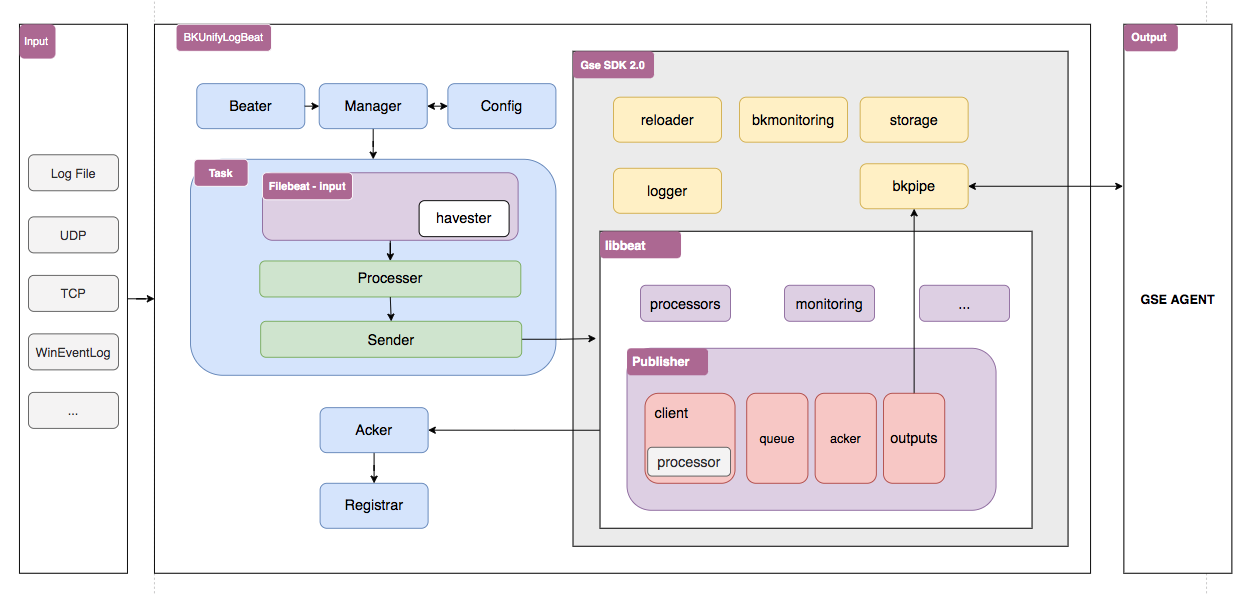 Input
Log File
UDP
TCP
WinEventLog
...
BKUnifyLogBeat
Beater
Manager
Config
Task
Filebeat - input
havester
Processer
Sender
Acker
Registrar
Gse SDK 2.0
reloader
bkmonitoring
storage
logger
bkpipe
libbeat
processors
monitoring
...
Publisher
client
processor
queue
acker
outputs
Output
GSE AGENT